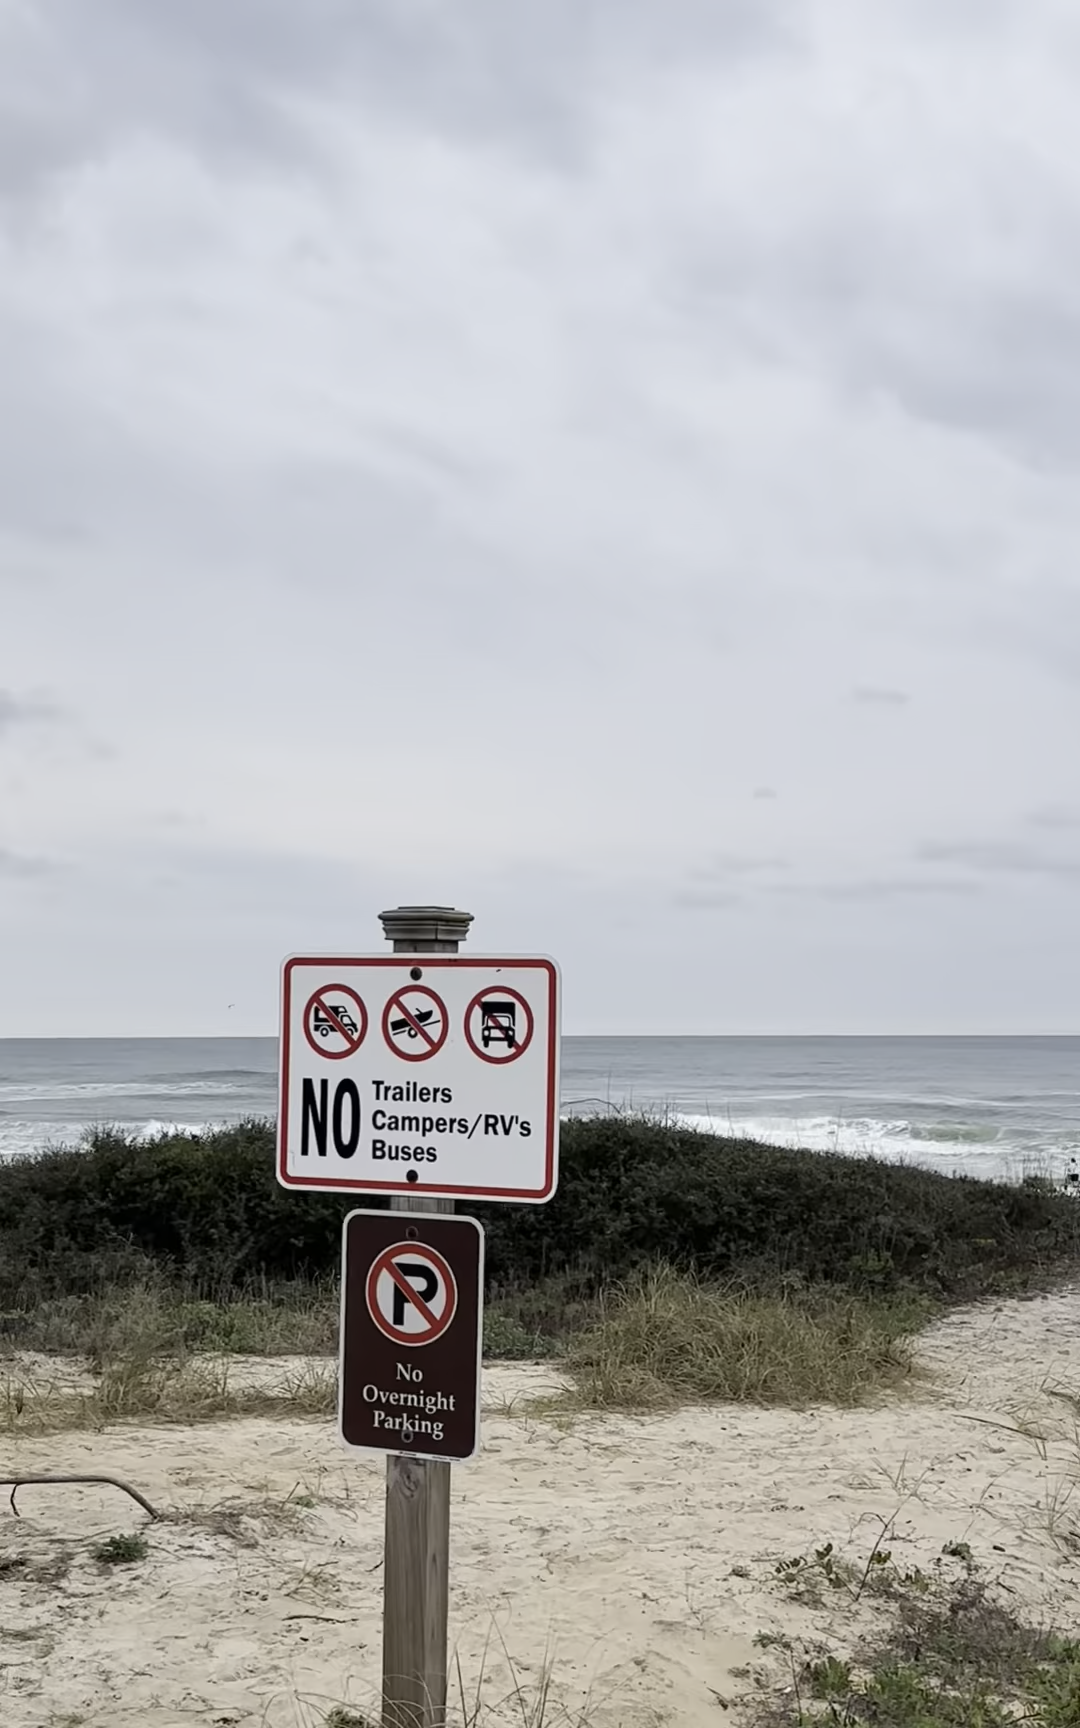 NO
Trailers
Campers/RV's
Buses
P
No
Overnight
Parking